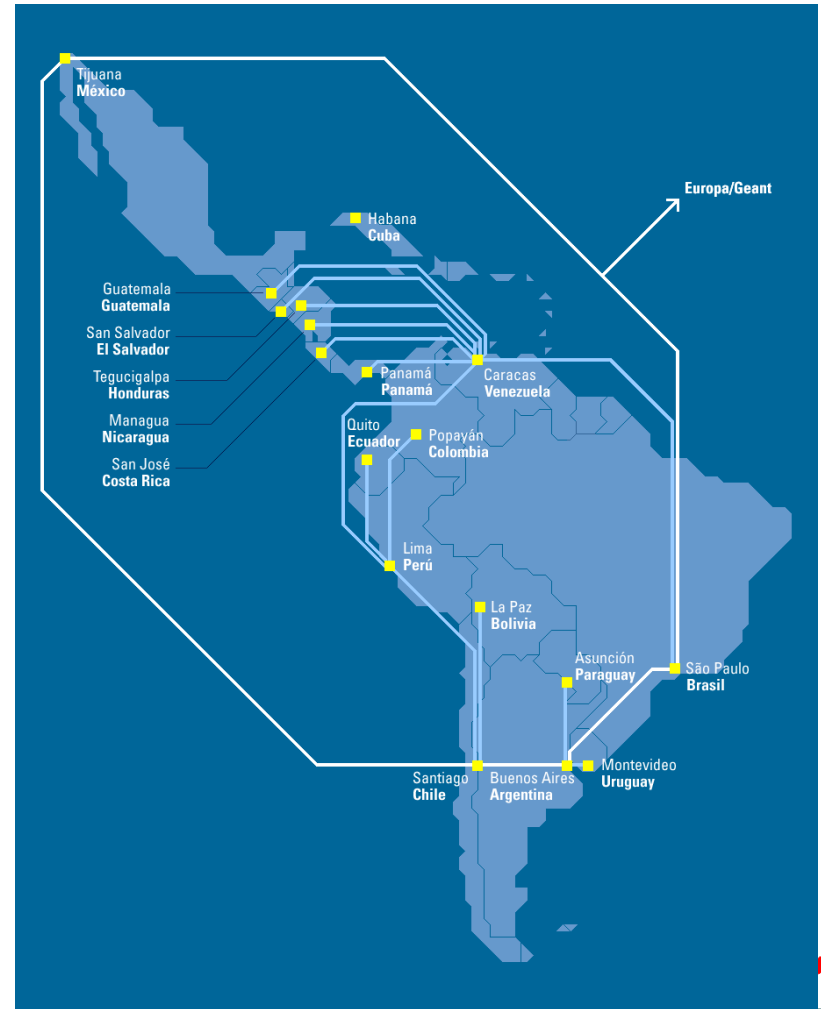 Tijuana
México
Europa/Geant
Habana
Cuba
Guatemala
Guatemala
San Salvador
El Salvador
Tegucigalpa
Honduras
Managua
Nicaragua
San José
Costa Rica
Panamá
Panamá
Caracas
Venezuela
Quito
Ecuador
Popayán
Colombia
Lima
Perú
La Paz
Bolivia
Asunción
Paraguay
São Paulo
Brasil
Santiago
Chile
Buenos Aires
Argentina
Montevideo
Uruguay